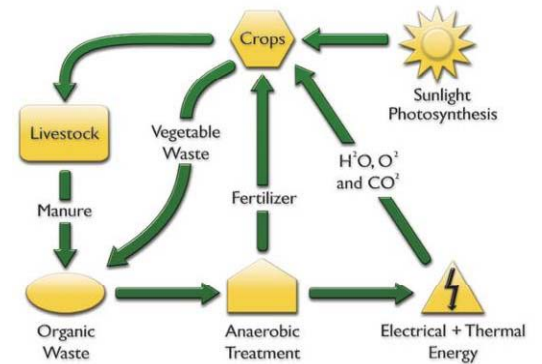 Crops
Sunlight
Photosynthesis
Livestock
Vegetable
Waste
H²O, O²
and CO²
Manure
Fertilizer
Organic
Waste
Anaerobic
Treatment
Electrical + Thermal
Energy